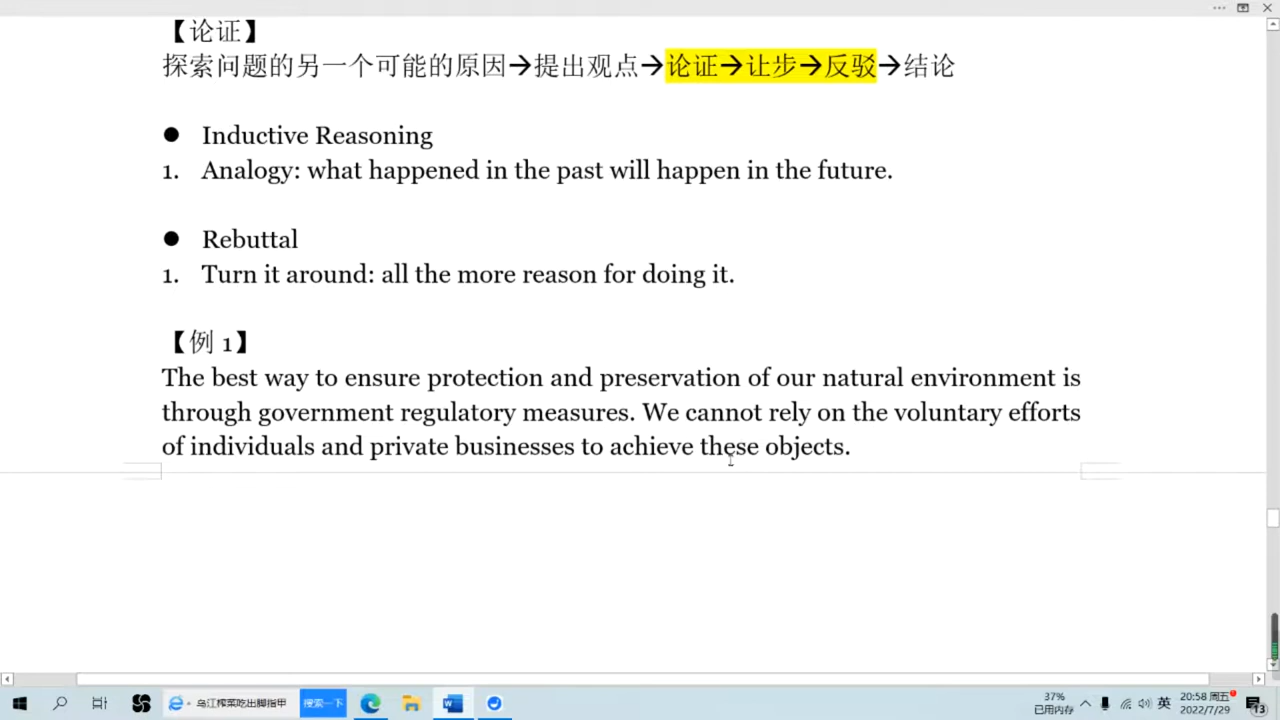 【论证】
探索问题的另一个可能的原因→提出观点→论证→让步→反驳→结论
● Inductive Reasoning
1. Analogy: what happened in the past will happen in the future.
● Rebuttal
1. Turn it around: all the more reason for doing it.
【例 1】
The best way to ensure protection and preservation of our natural environment is
through government regulatory measures. We cannot rely on the voluntary efforts
of individuals and private businesses to achieve these objects.
乌江榨菜吃出脚指甲 搜索一下
37%
已用内存
英
20:58 周五
2022/7/29
13